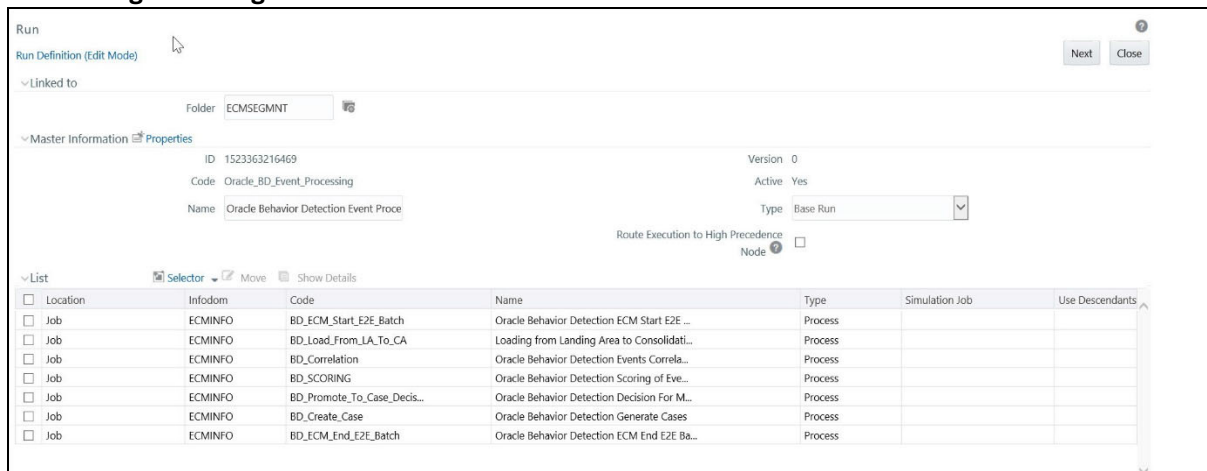 Run
Run Definition (Edit Mode)
Next Close
Linked to
Folder ECMSEGMNT
Master Information Properties
ID 1523363216469 Version 0
Code Oracle_BD_Event_Processing Active Yes
Name Oracle Behavior Detection Event Proce Type Base Run
Route Execution to High Precedence
Node
List Selector Move Show Details
Location Infodom Code Name Type Simulation Job Use Descendants
Job ECMINFO BD_ECM_Start_E2E_Batch Oracle Behavior Detection ECM Start E2E ... Process
Job ECMINFO BD_Load_From_LA_To_CA Loading from Landing Area to Consolidati... Process
Job ECMINFO BD_Correlation Oracle Behavior Detection Events Correla... Process
Job ECMINFO BD_SCORING Oracle Behavior Detection Scoring of Eve... Process
Job ECMINFO BD_Promote_To_Case_Decis... Oracle Behavior Detection Decision For M... Process
Job ECMINFO BD_Create_Case Oracle Behavior Detection Generate Cases Process
Job ECMINFO BD_ECM_End_E2E_Batch Oracle Behavior Detection ECM End E2E Ba... Process